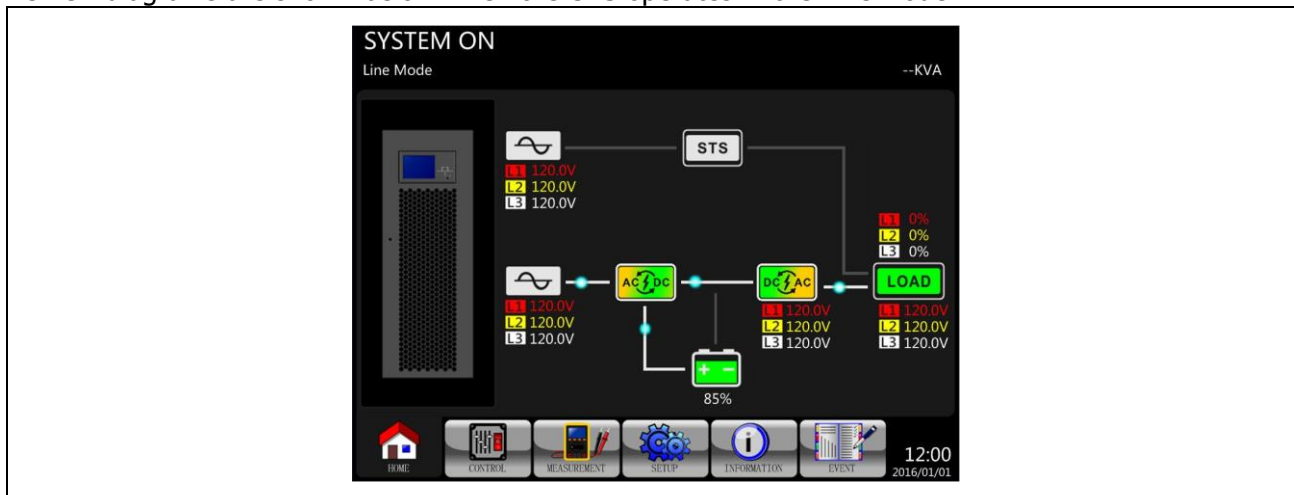 SYSTEM ON
Line Mode
--KVA
STS
L1 120.0V
L2 120.0V
L3 120.0V
L1 0%
L2 0%
L3 0%
AC DC
DC AC
LOAD
L1 120.0V
L2 120.0V
L3 120.0V
L1 120.0V
L2 120.0V
L3 120.0V
L1 120.0V
L2 120.0V
L3 120.0V
+ -
85%
HOME
CONTROL
MEASUREMENT
SETUP
INFORMATION
EVENT
12:00
2016/01/01